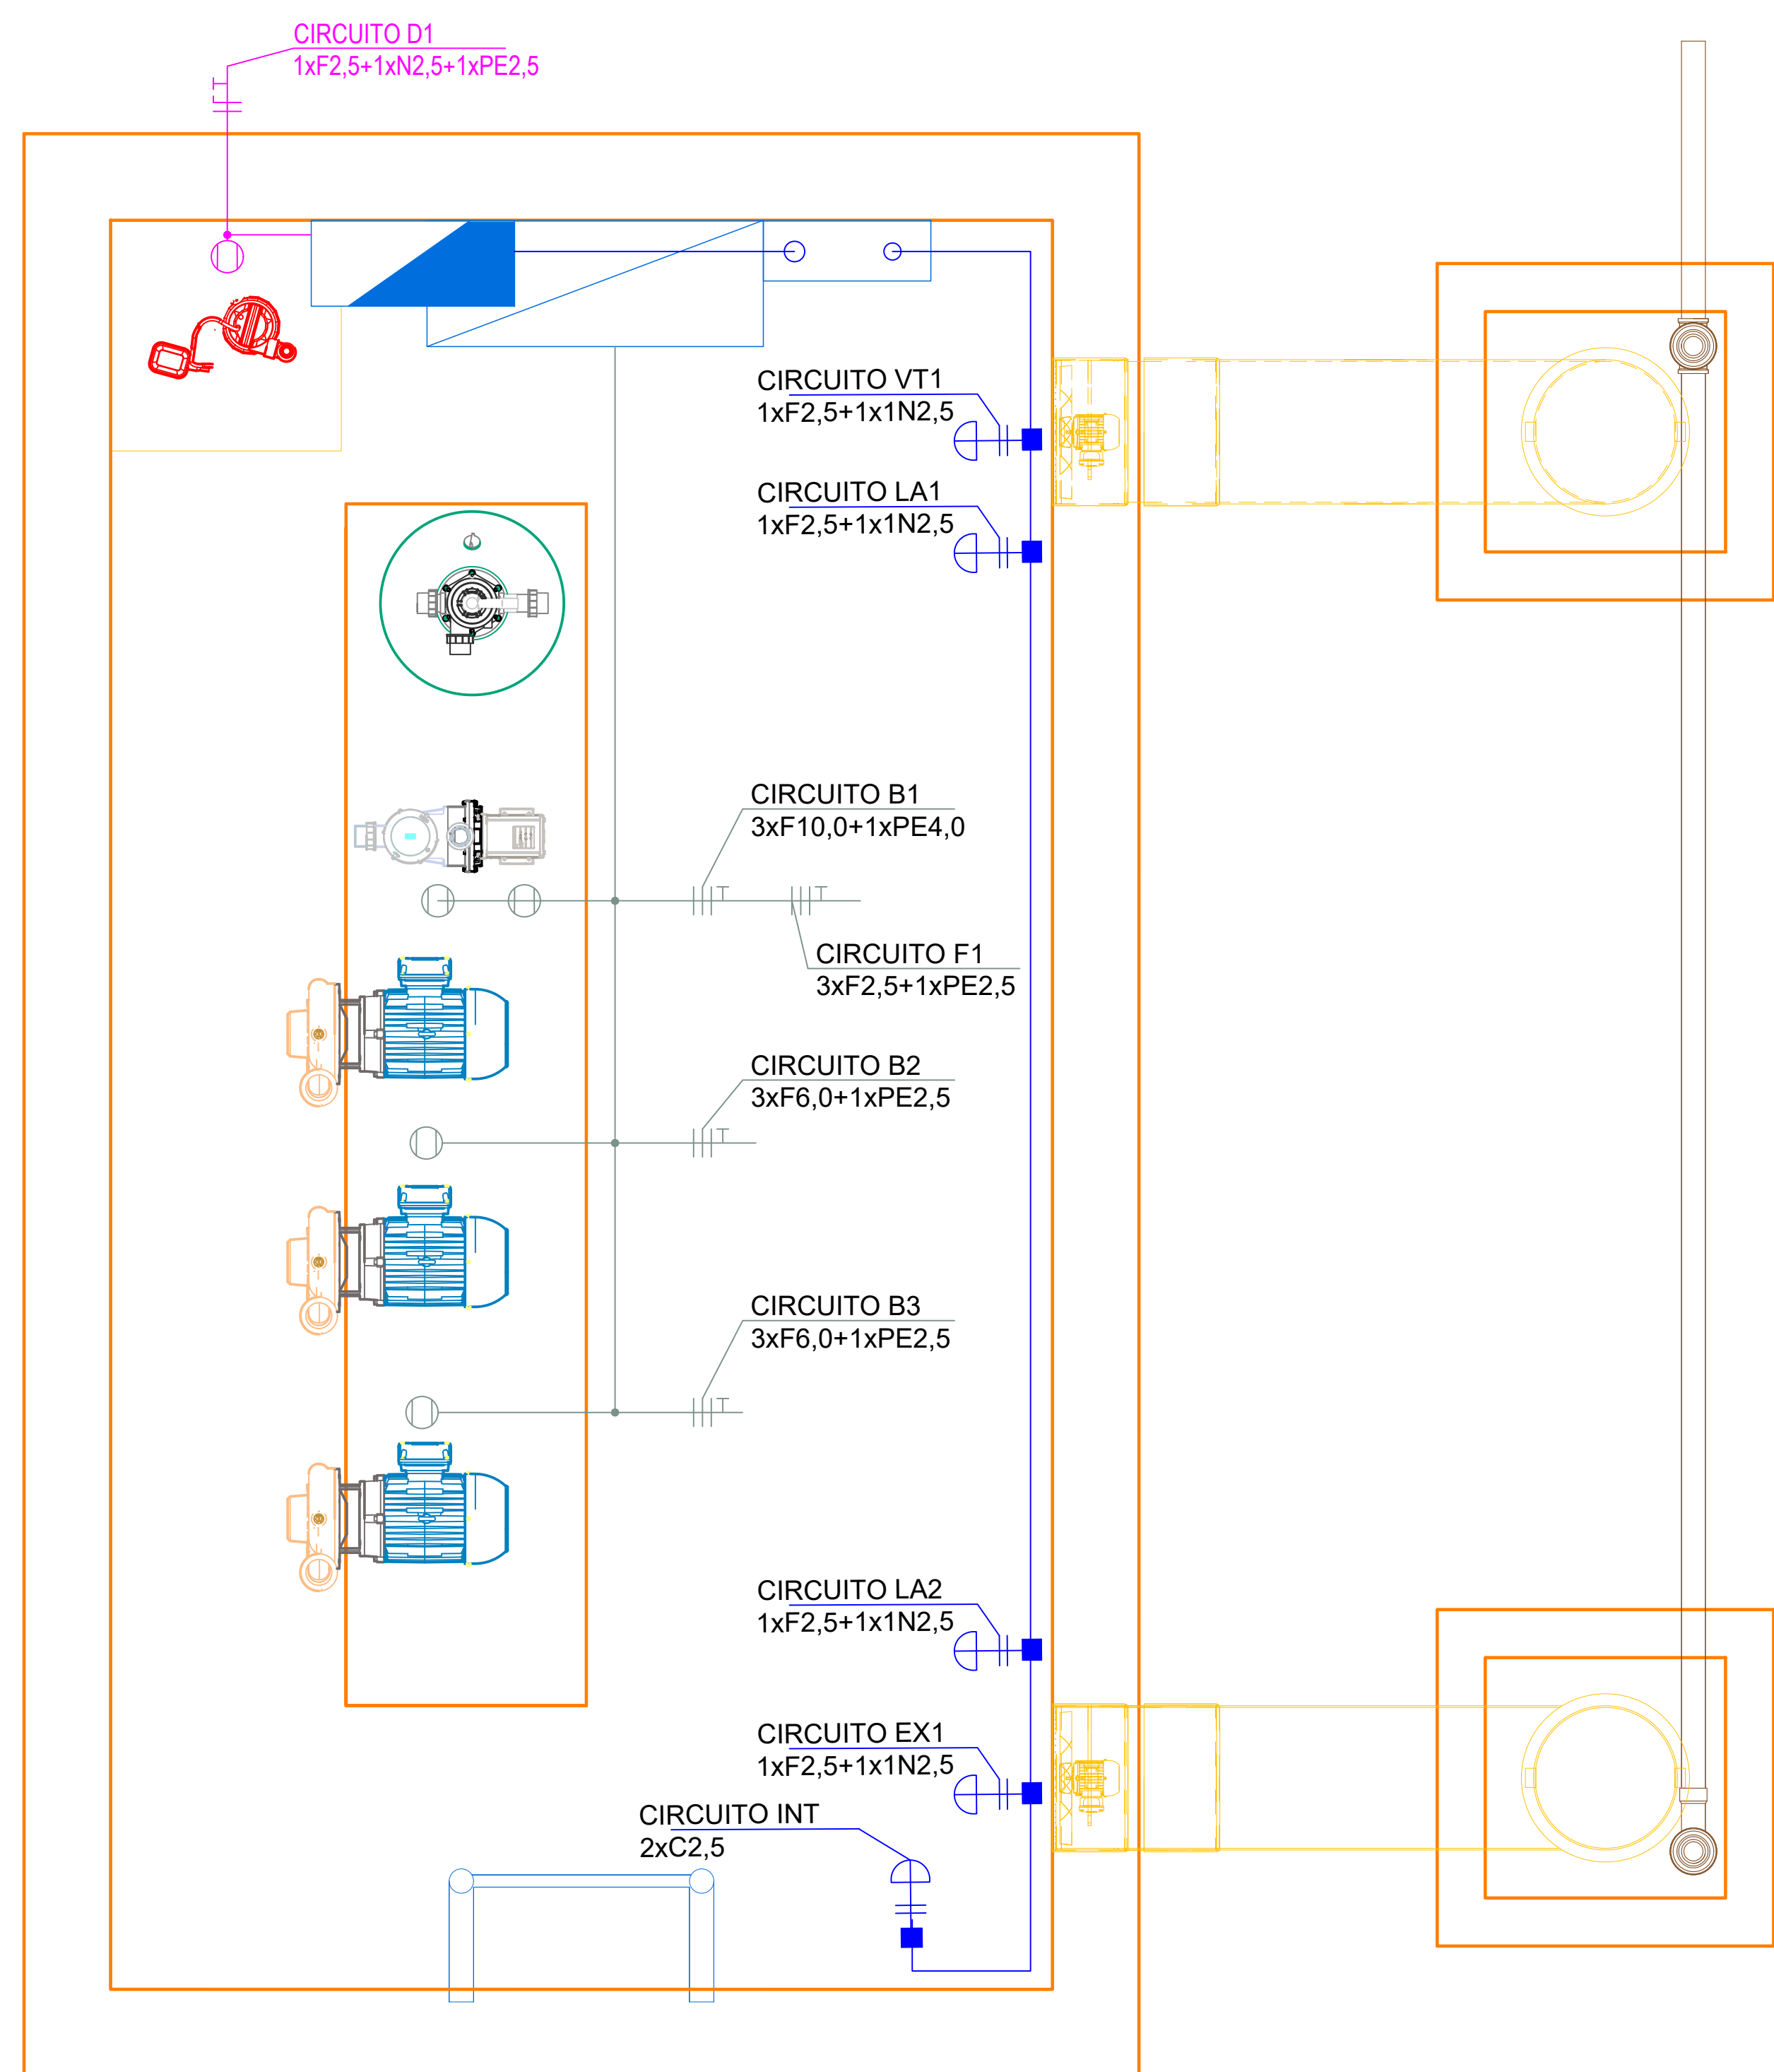 CIRCUITO D1
1xF2,5+1xN2,5+1xPE2,5
CIRCUITO VT1
1xF2,5+1x1N2,5
CIRCUITO LA1
1xF2,5+1x1N2,5
CIRCUITO B1
3xF10,0+1xPE4,0
CIRCUITO F1
3xF2,5+1xPE2,5
CIRCUITO B2
3xF6,0+1xPE2,5
CIRCUITO B3
3xF6,0+1xPE2,5
CIRCUITO LA2
1xF2,5+1x1N2,5
CIRCUITO EX1
1xF2,5+1x1N2,5
CIRCUITO INT
2xC2,5